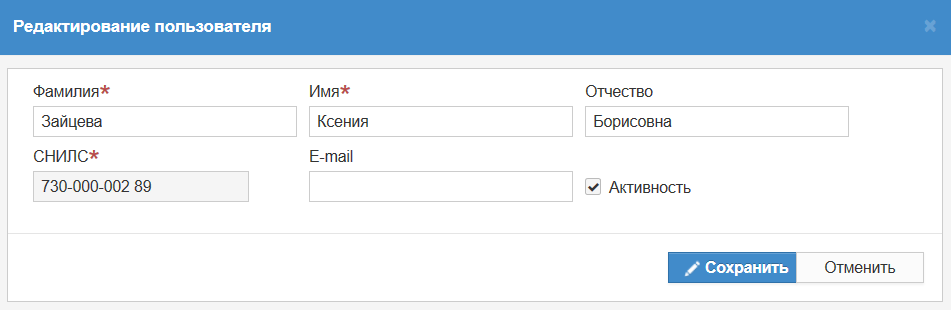 Редактирование пользователя
Фамилия* Имя* Отчество
Зайцева Ксения Борисовна
СНИЛС* E-mail
730-000-002 89 Активность
Сохранить Отменить